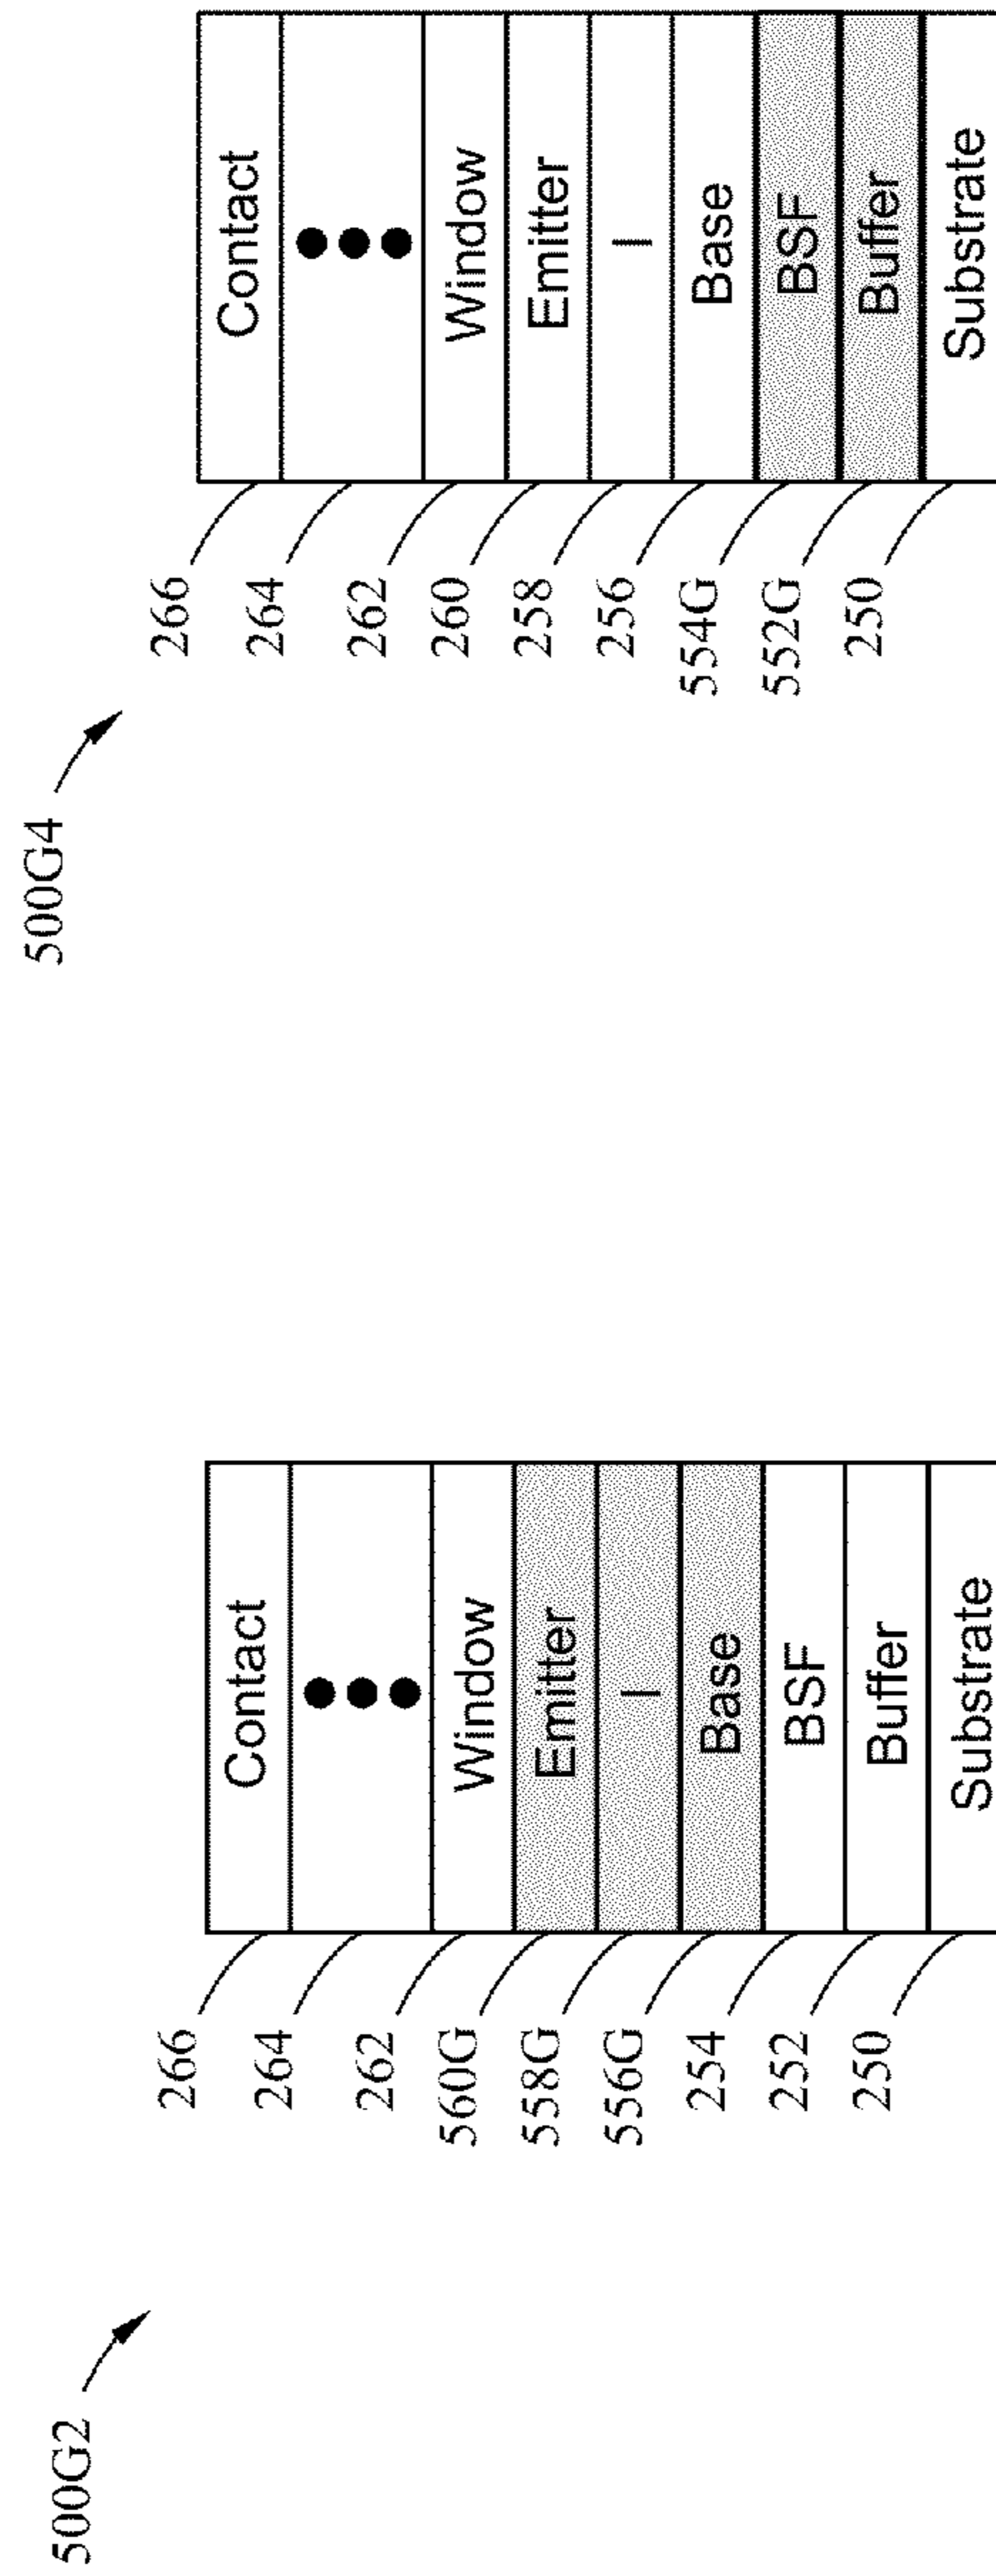 500G2
Contact
Window
Emitter
I
Base
BSF
Buffer
Substrate
266
264
262
560G
558G
556G
254
252
250
500G4
Contact
Window
Emitter
I
Base
BSF
Buffer
Substrate
266
264
262
260
258
256
554G
552G
250